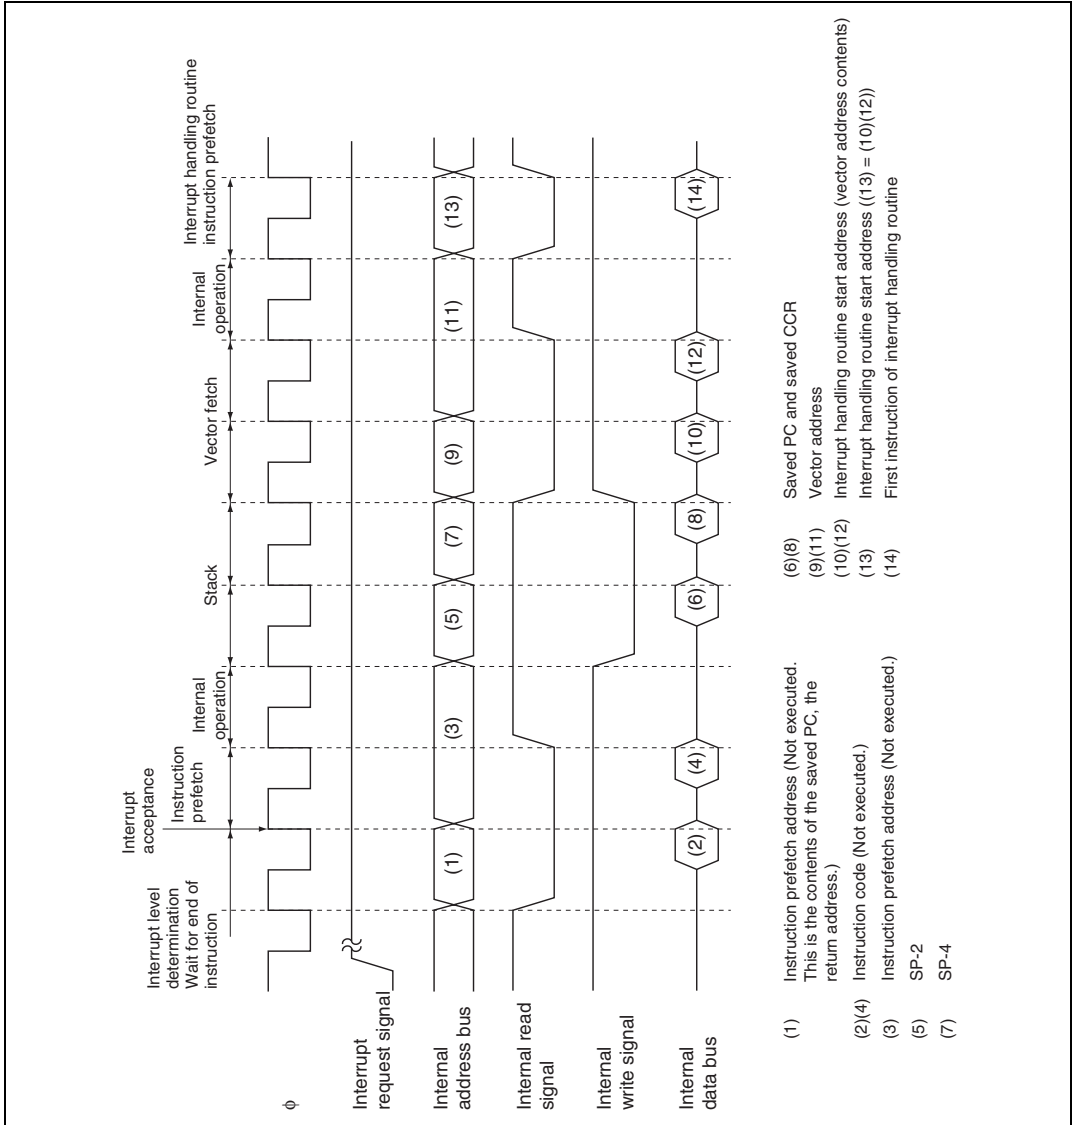 Interrupt level
determination
Wait for end of
instruction
Interrupt
acceptance
Instruction
prefetch
Internal
operation
Stack
Vector fetch
Internal
operation
Interrupt handling routine
instruction prefetch
ϕ
Interrupt
request signal
Internal
address bus
(1)
(3)
(5)
(7)
(9)
(11)
(13)
Internal read
signal
Internal
write signal
Internal
data bus
(2)
(4)
(6)
(8)
(10)
(12)
(14)
(1) Instruction prefetch address (Not executed.
This is the contents of the saved PC, the
return address.)
(2)(4) Instruction code (Not executed.)
(3) Instruction prefetch address (Not executed.)
(5) SP-2
(7) SP-4
(6)(8) Saved PC and saved CCR
(9)(11) Vector address
(10)(12) Interrupt handling routine start address (vector address contents)
(13) Interrupt handling routine start address ((13) = (10)(12))
(14) First instruction of interrupt handling routine